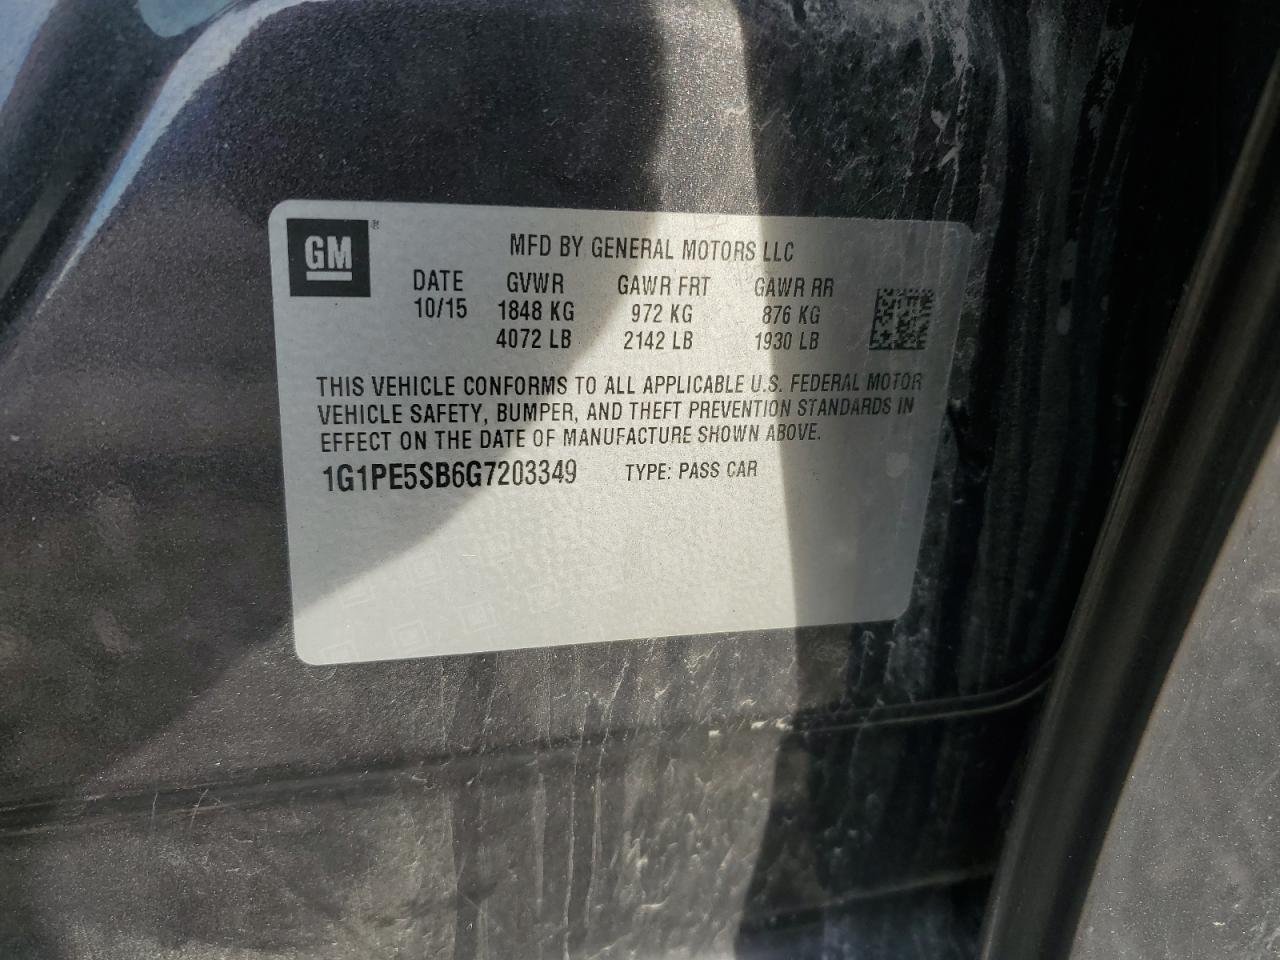 GM®
MFD BY GENERAL MOTORS LLC
DATE GVWR GAWR FRT GAWR RR
10/15 1848 KG 972 KG 876 KG
4072 LB 2142 LB 1930 LB
THIS VEHICLE CONFORMS TO ALL APPLICABLE U.S. FEDERAL MOTOR
VEHICLE SAFETY, BUMPER, AND THEFT PREVENTION STANDARDS IN
EFFECT ON THE DATE OF MANUFACTURE SHOWN ABOVE.
1G1PE5SB6G7203349 TYPE: PASS CAR